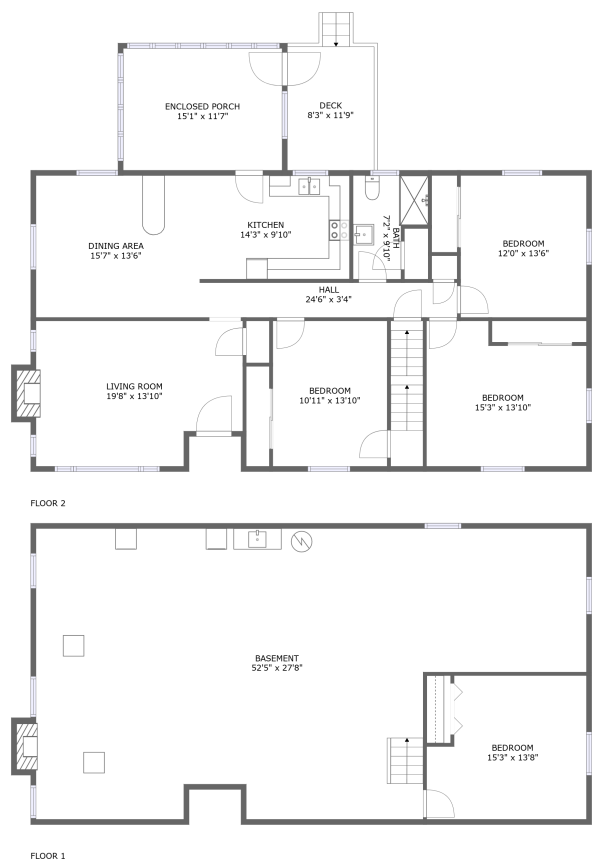 ENCLOSED PORCH
15'1" x 11'7"
DECK
8'3" x 11'9"
KITCHEN
14'3" x 9'10"
BATH
7'2" x 9'10"
DINING AREA
15'7" x 13'6"
BEDROOM
12'0" x 13'6"
HALL
24'6" x 3'4"
LIVING ROOM
19'8" x 13'10"
BEDROOM
10'11" x 13'10"
BEDROOM
15'3" x 13'10"
FLOOR 2
BASEMENT
52'5" x 27'8"
BEDROOM
15'3" x 13'8"
FLOOR 1